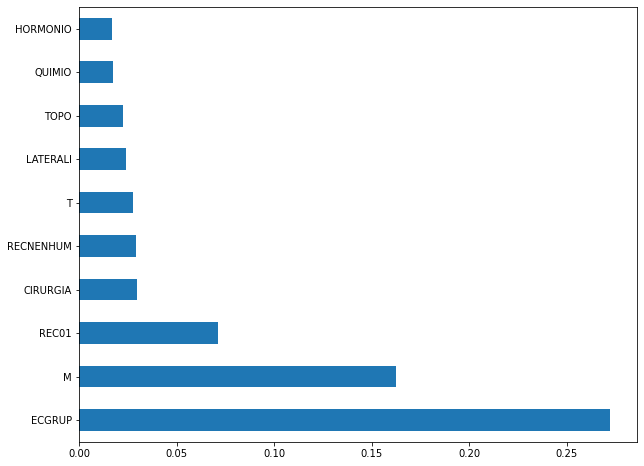 HORMONIO
QUIMIO
TOPO
LATERALI
T
RECNENHUM
CIRURGIA
REC01
M
ECGRUP
0.00 0.05 0.10 0.15 0.20 0.25